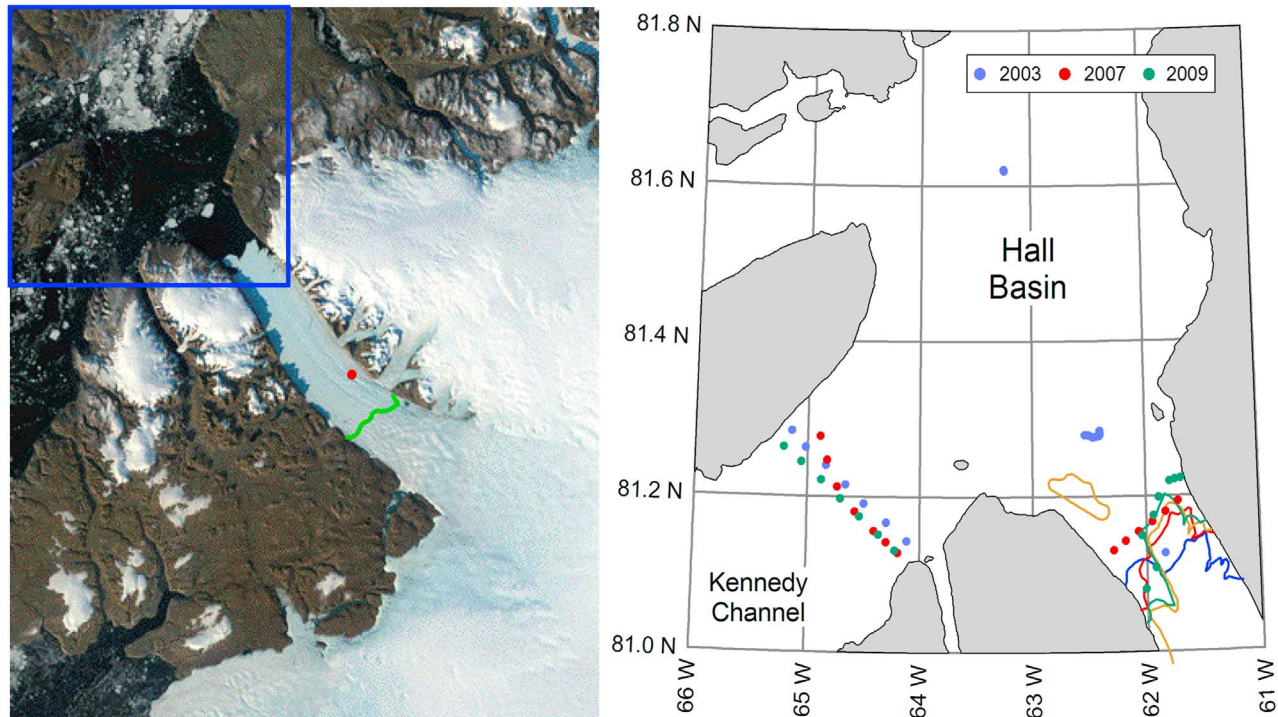 81.8 N
2003 2007 2009
81.6 N
Hall
Basin
81.4 N
81.2 N
Kennedy
Channel
81.0 N
66 W
65 W
64 W
63 W
62 W
61 W